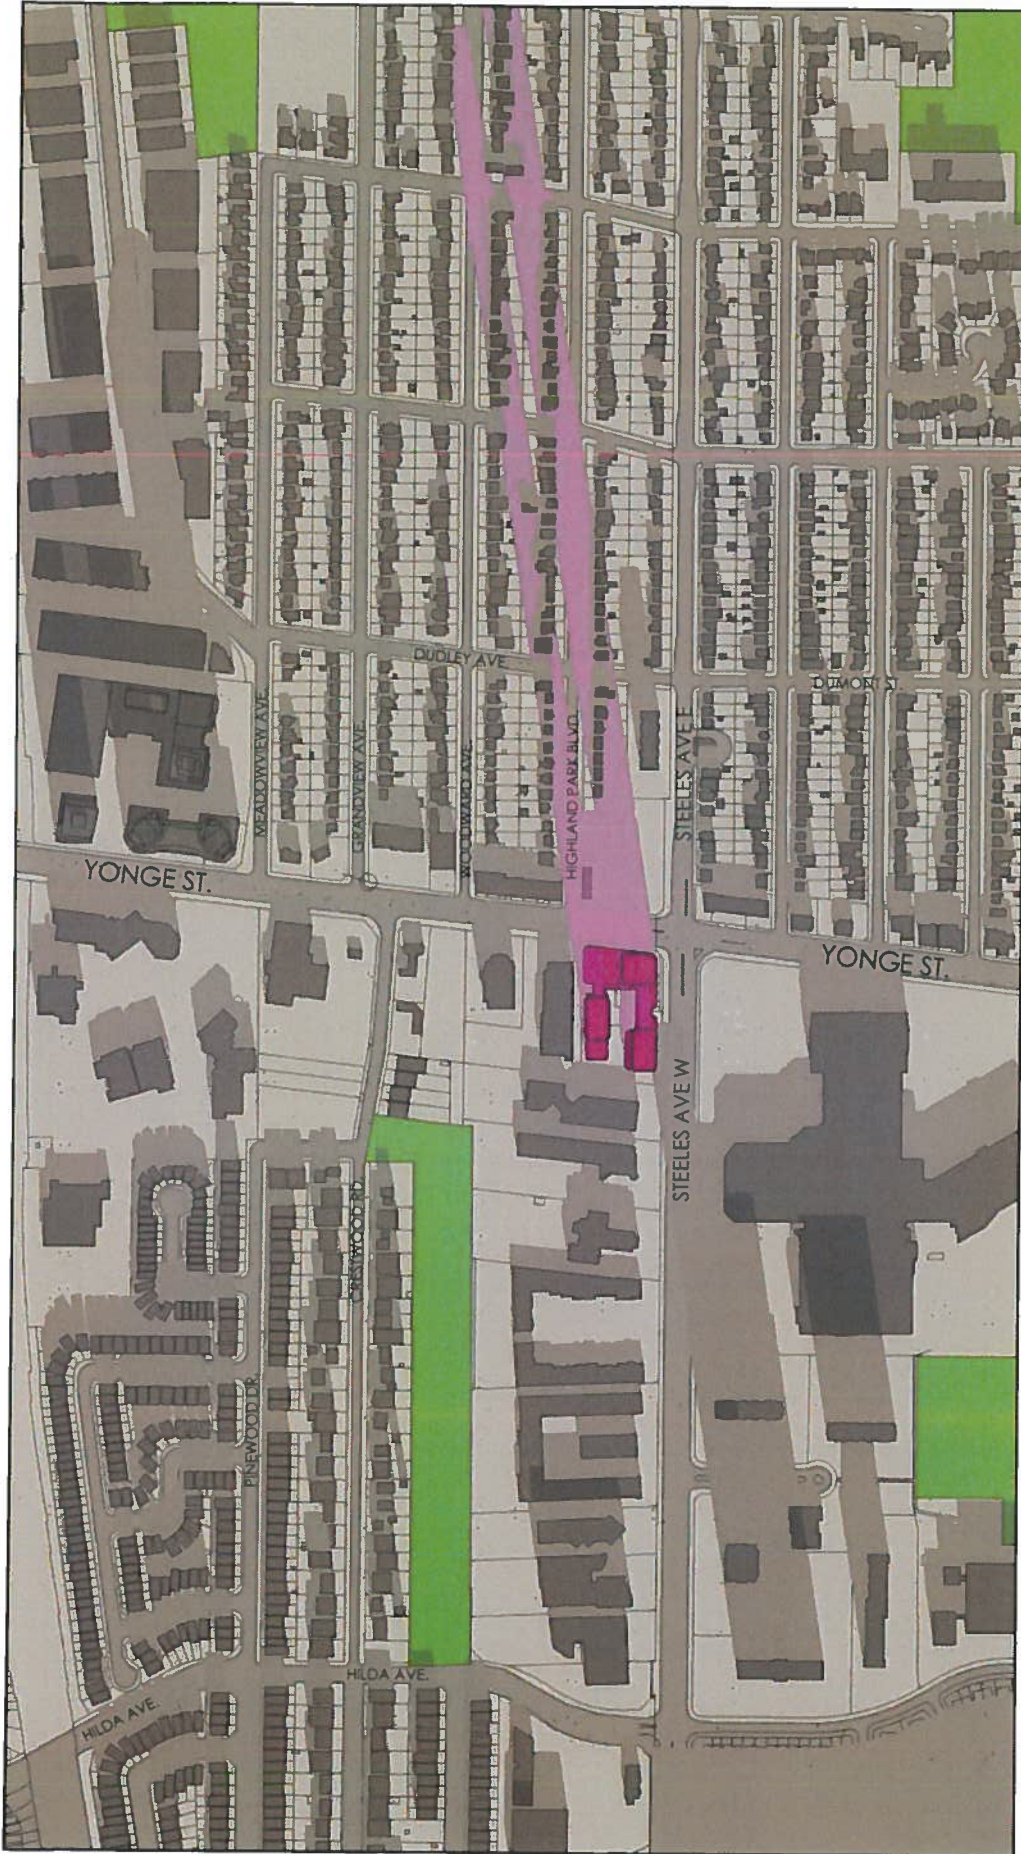 DUDLEY AVE.
DUMONT ST.
MEADOWVIEW AVE.
GRANDVIEW AVE.
WOODWARD AVE.
HIGHLAND PARK BLVD.
STEELES AVE E
YONGE ST.
YONGE ST.
STEELES AVE W
CRESTWOOD RD.
PINEWOOD DR.
HILDA AVE.
HILDA AVE.